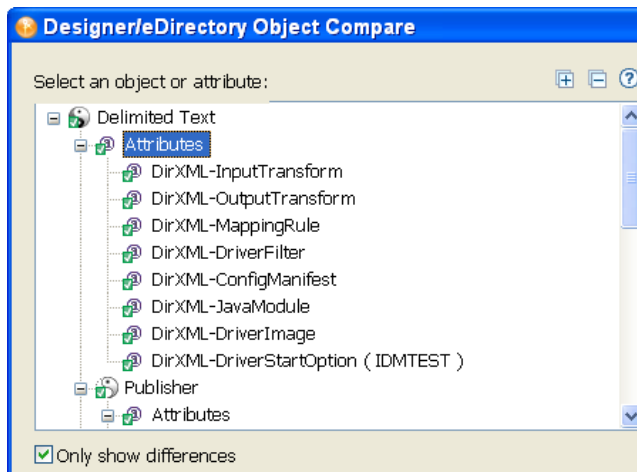 Designer/eDirectory Object Compare
Select an object or attribute:
Delimited Text
Attributes
DirXML-InputTransform
DirXML-OutputTransform
DirXML-MappingRule
DirXML-DriverFilter
DirXML-ConfigManifest
DirXML-JavaModule
DirXML-DriverImage
DirXML-DriverStartOption ( IDMTEST )
Publisher
Attributes
Only show differences